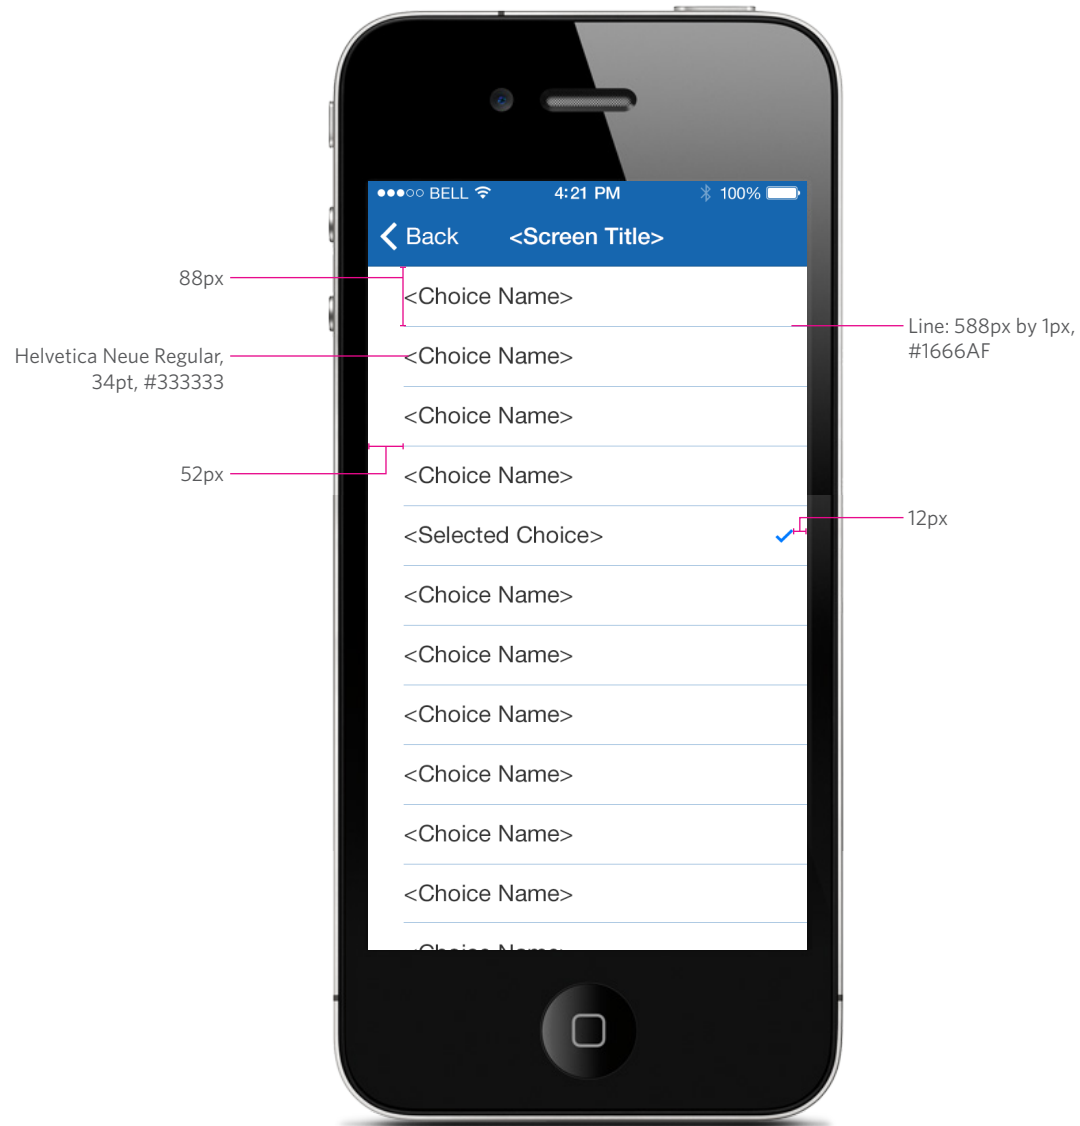 BELL 4:21 PM 100%
Back <Screen Title>
88px
<Choice Name>
Line: 588px by 1px,
#1666AF
Helvetica Neue Regular,
34pt, #333333
<Choice Name>
<Choice Name>
52px
<Choice Name>
12px
<Selected Choice>
<Choice Name>
<Choice Name>
<Choice Name>
<Choice Name>
<Choice Name>
<Choice Name>
<Choice Name>